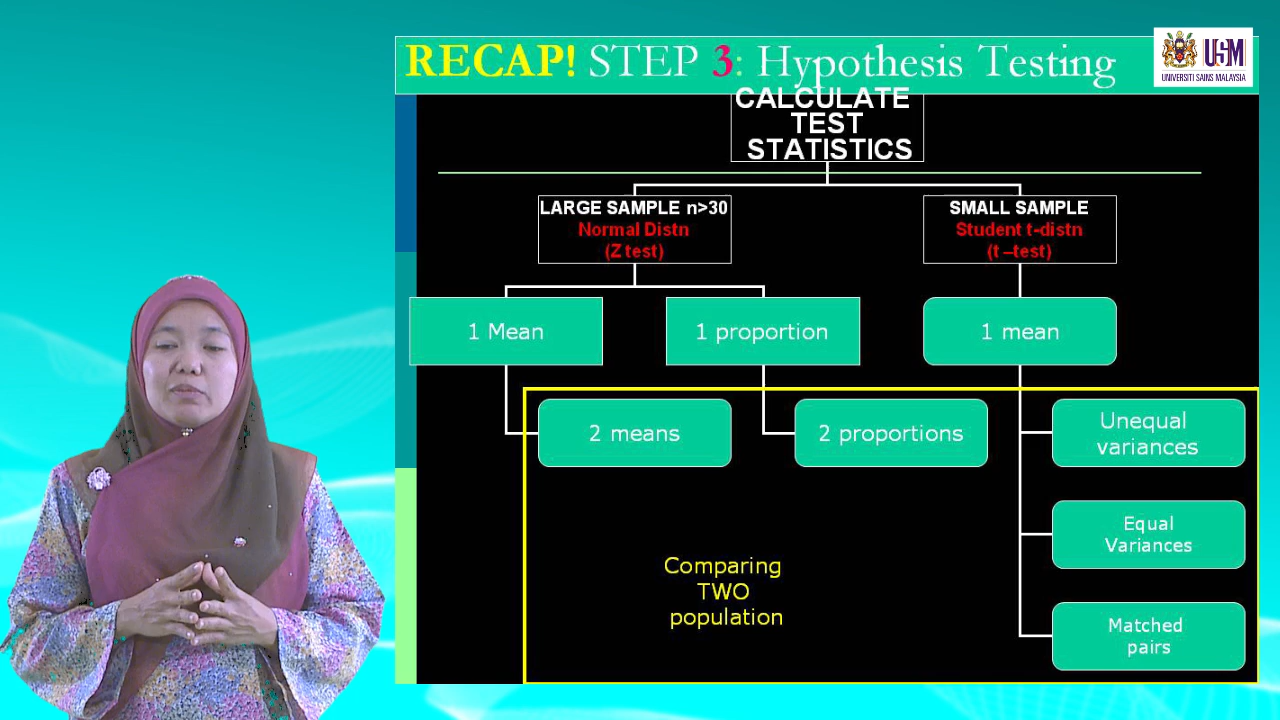 RECAP! STEP 3: Hypothesis Testing
USM
UNIVERSITI SAINS MALAYSIA
CALCULATE
TEST
STATISTICS
LARGE SAMPLE n>30
Normal Distn
(Z test)
SMALL SAMPLE
Student t-distn
(t –test)
1 Mean
1 proportion
1 mean
2 means
2 proportions
Unequal
variances
Equal
Variances
Matched
pairs
Comparing
TWO
population